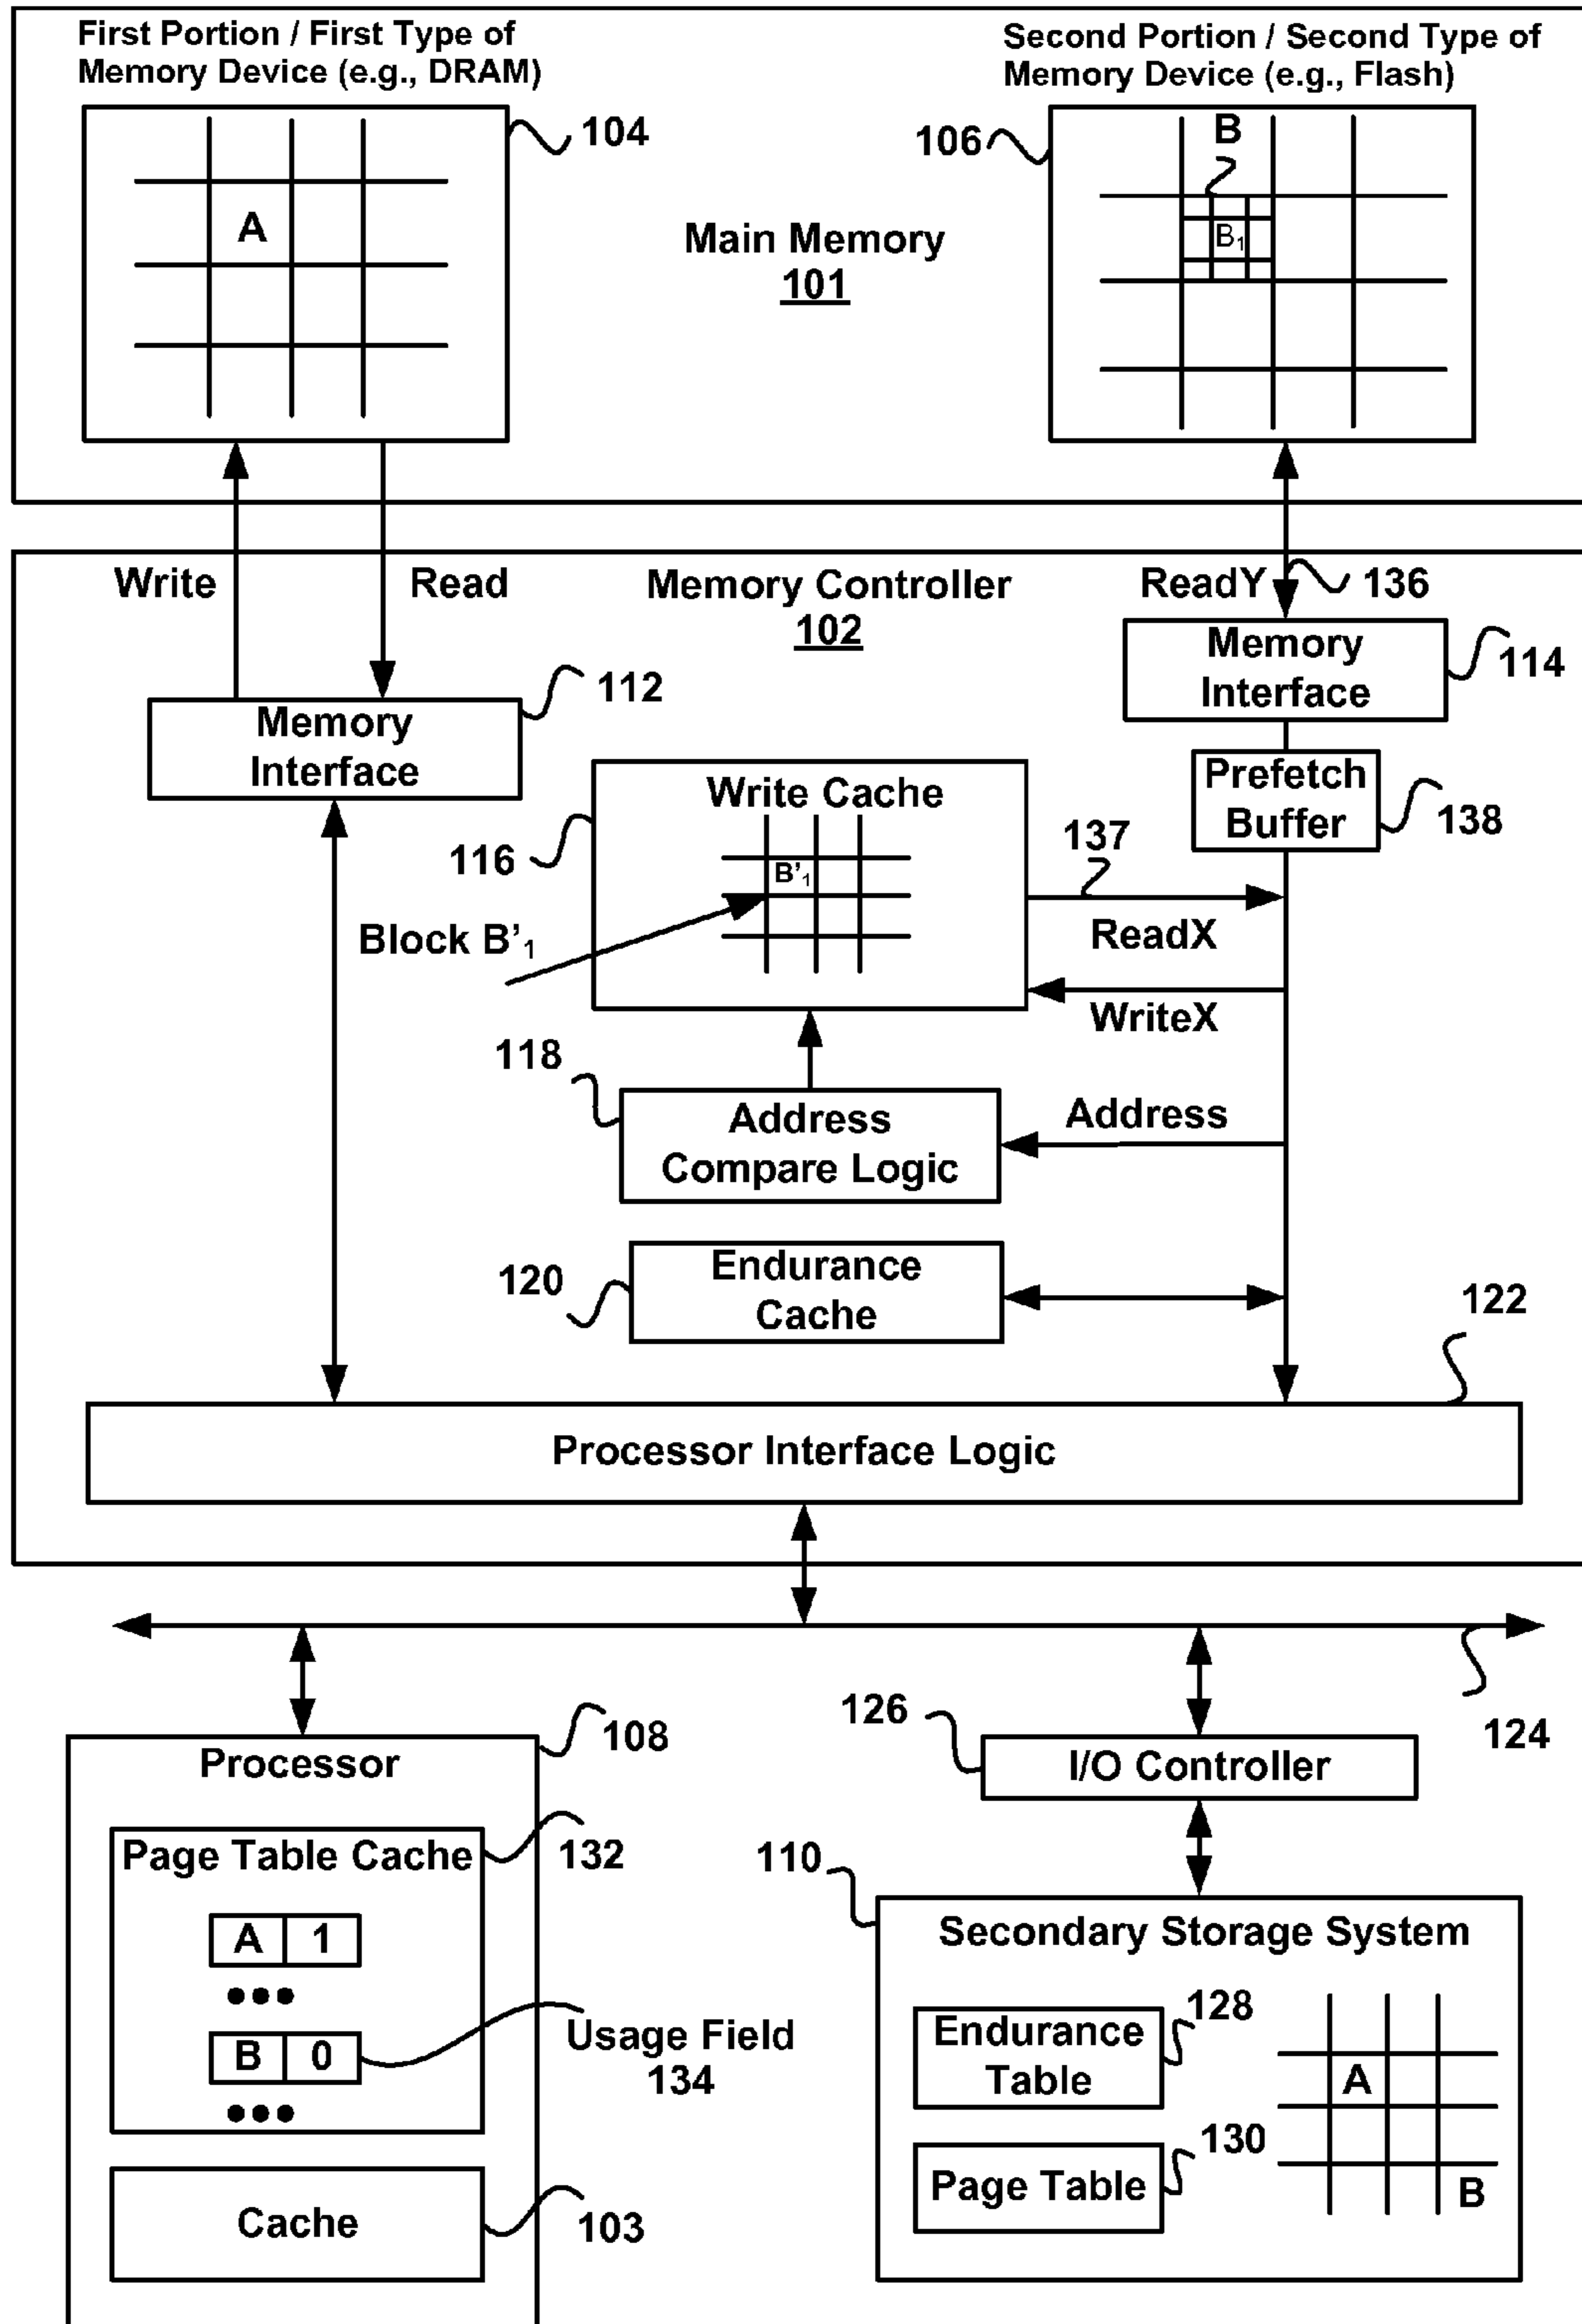 First Portion / First Type of
Memory Device (e.g., DRAM)
Second Portion / Second Type of
Memory Device (e.g., Flash)
104
106
B
A
B1
Main Memory
101
Write
Read
Memory Controller
102
ReadY
136
Memory
Interface
114
112
Memory
Interface
Prefetch
Buffer
138
Write Cache
116
B'1
137
Block B'1
ReadX
WriteX
118
Address
Compare Logic
Address
Endurance
Cache
120
122
Processor Interface Logic
108
126
124
Processor
I/O Controller
Page Table Cache
132
110
A 1
•••
B 0
•••
Usage Field
134
Secondary Storage System
Endurance
Table
128
A
Page Table
130
B
Cache
103